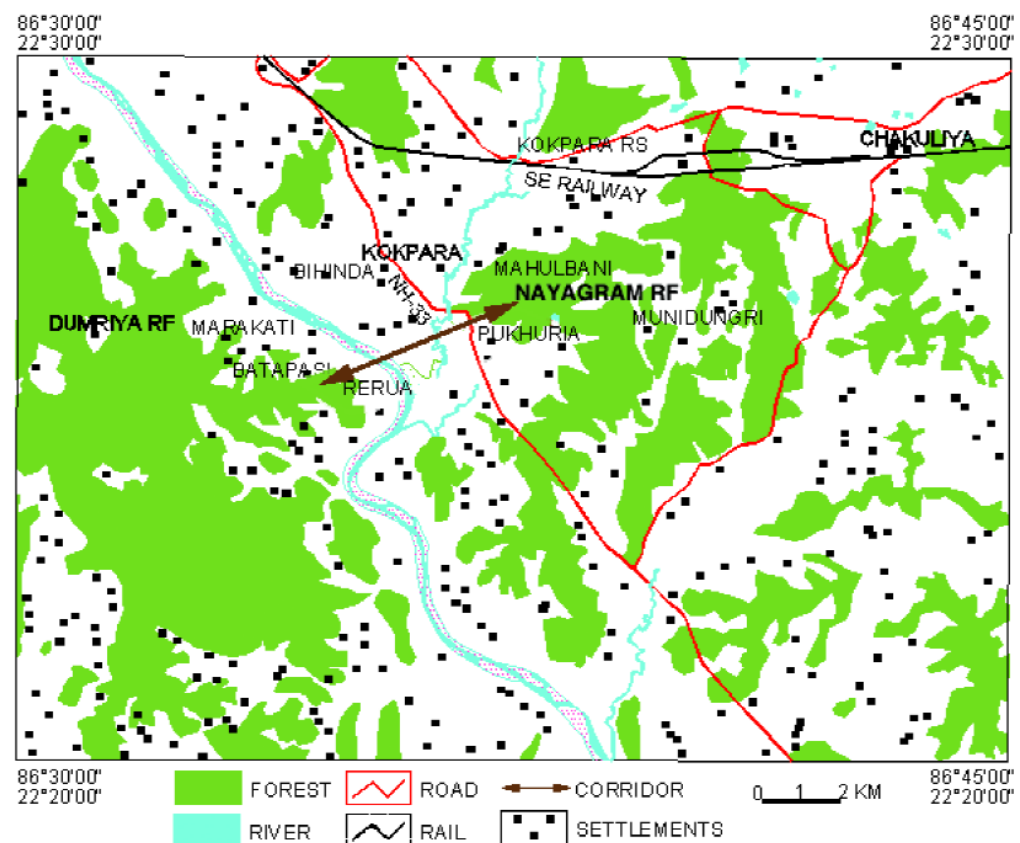 86°30'00" 86°45'00"
22°30'00" 22°30'00"
KOKPARA RS
CHAKULIYA
SE RAILWAY
KOKPARA
BIHINDA
MAHULBANI
NH-33
NAYAGRAM RF
DUMRIYA RF
MARAKATI
PUKHURIA
MUNIDUNGRI
BATAPASI
RERUA
86°30'00" 86°45'00"
22°20'00" 22°20'00"
FOREST ROAD CORRIDOR 0 1 2 KM
RIVER RAIL SETTLEMENTS